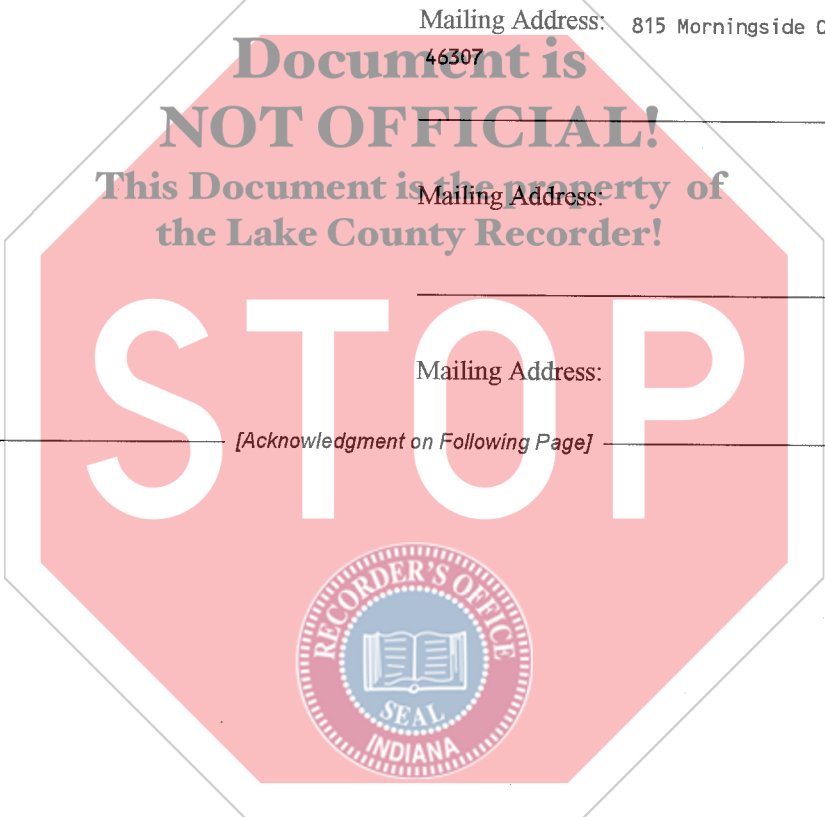 Mailing Address: 815 Morningside
46307
Document is
NOT OFFICIAL!
This Document is the property of
the Lake County Recorder!
Mailing Address:
STOP
Mailing Address:
[Acknowledgment on Following Page]
RECORDER'S OFFICE
SEAL
INDIANA